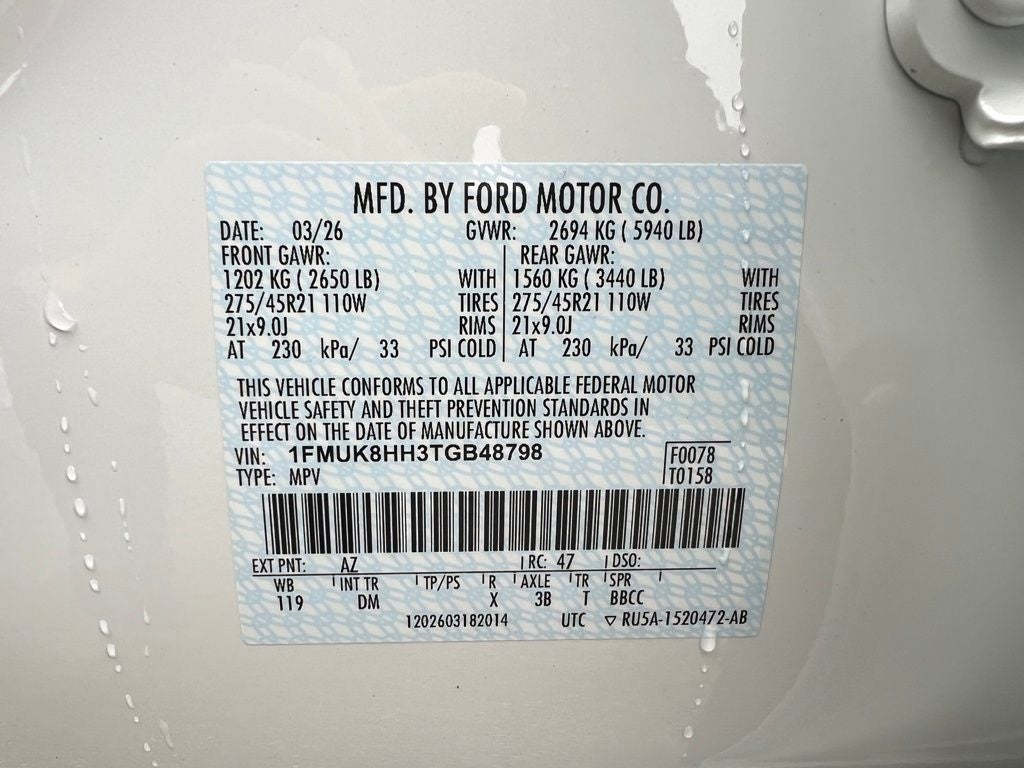 MFD. BY FORD MOTOR CO.
DATE: 03/26 GVWR: 2694 KG ( 5940 LB)
FRONT GAWR: REAR GAWR:
1202 KG ( 2650 LB) WITH 1560 KG ( 3440 LB) WITH
275/45R21 110W TIRES 275/45R21 110W TIRES
21x9.0J RIMS 21x9.0J RIMS
AT 230 kPa/ 33 PSI COLD AT 230 kPa/ 33 PSI COLD
THIS VEHICLE CONFORMS TO ALL APPLICABLE FEDERAL MOTOR
VEHICLE SAFETY AND THEFT PREVENTION STANDARDS IN
EFFECT ON THE DATE OF MANUFACTURE SHOWN ABOVE.
VIN: 1FMUK8HH3TGB48798 F0078
TYPE: MPV T0158
EXT PNT: AZ RC: 47 DSO:
WB INT TR TP/PS R AXLE TR SPR
119 DM X 3B T BBCC
1202603182014 UTC ▽ RU5A-1520472-AB